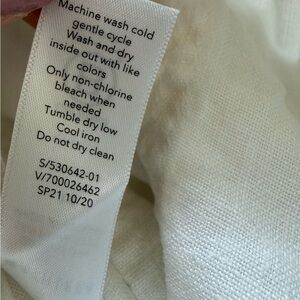 Machine wash cold
gentle cycle
Wash and dry
inside out with like
colors
Only non-chlorine
bleach when
needed
Tumble dry low
Cool iron
Do not dry clean
S/530642-01
V/700026462
SP21 10/20